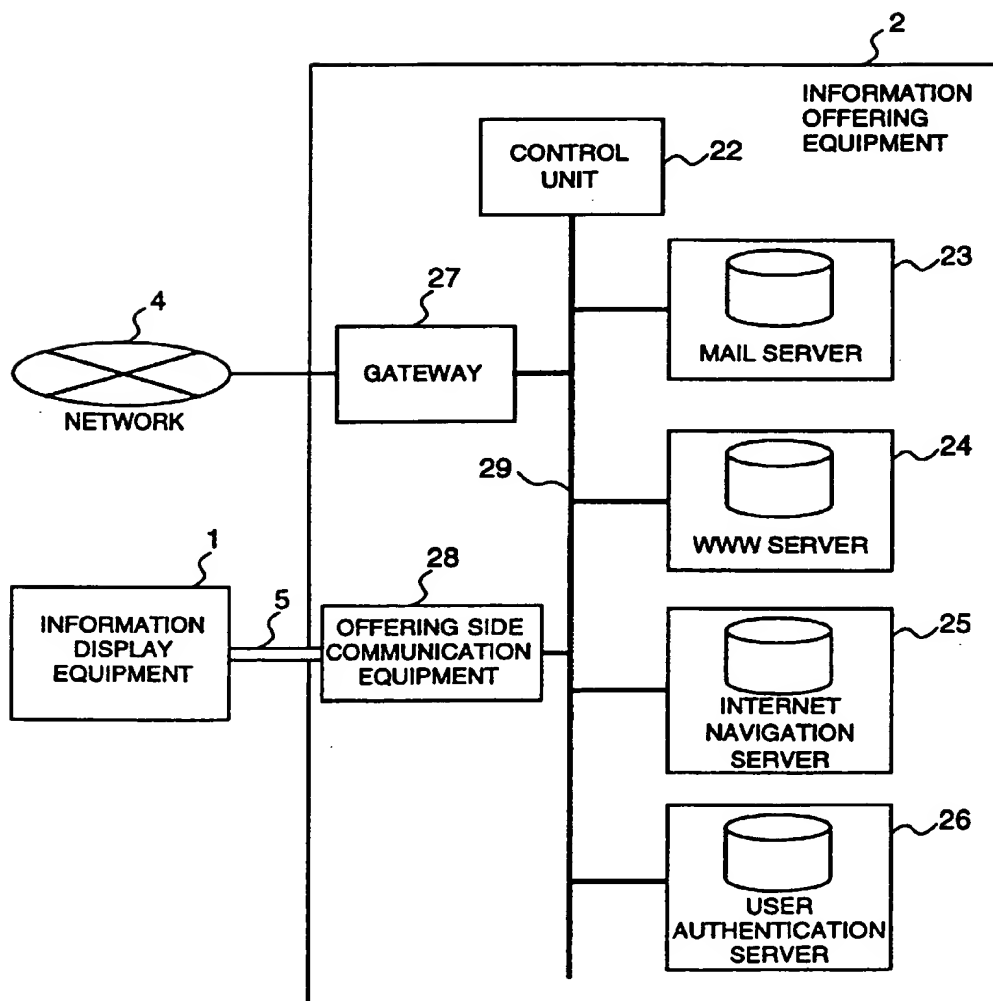 2
INFORMATION
OFFERING
EQUIPMENT
CONTROL
UNIT
22
23
MAIL SERVER
27
GATEWAY
4
NETWORK
24
WWW SERVER
29
1
INFORMATION
DISPLAY
EQUIPMENT
5
28
OFFERING SIDE
COMMUNICATION
EQUIPMENT
25
INTERNET
NAVIGATION
SERVER
26
USER
AUTHENTICATION
SERVER